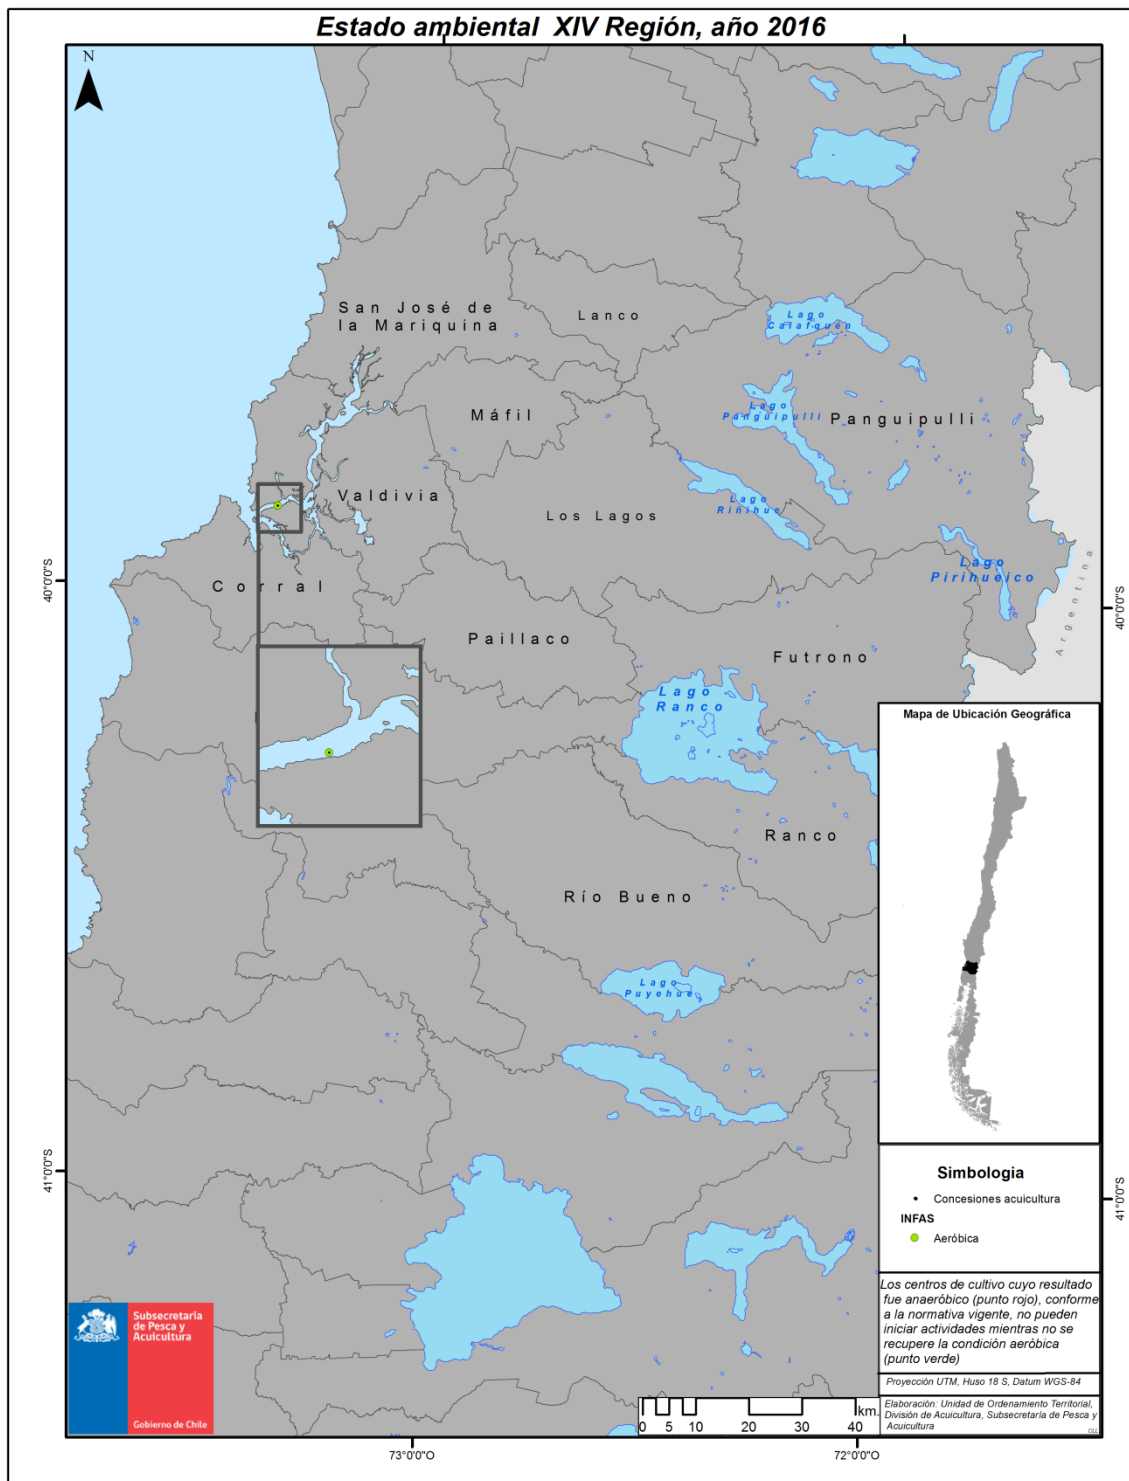 Estado ambiental XIV Región, año 2016
N
San José de
la Mariquina
Lanco
Lago
Calafquén
Máfil
Lago
Panguipulli
Panguipulli
Valdivia
Los Lagos
Lago
Riñihue
Lago
Pirihueico
Argentina
40°0'0"S
40°0'0"S
Corral
Paillaco
Futrono
Lago
Ranco
Ranco
Río Bueno
Lago
Puyehue
41°0'0"S
41°0'0"S
Mapa de Ubicación Geográfica
Simbologia
Concesiones acuicultura
INFAS
Aeróbica
Los centros de cultivo cuyo resultado
fue anaeróbico (punto rojo), conforme
a la normativa vigente, no pueden
iniciar actividades mientras no se
recupere la condición aeróbica
(punto verde)
Proyección UTM, Huso 18 S, Datum WGS-84
Elaboración: Unidad de Ordenamiento Territorial,
División de Acuicultura, Subsecretaría de Pesca y
Acuicultura
Subsecretaría
de Pesca y
Acuicultura
Gobierno de Chile
km.
0 5 10 20 30 40
73°0'0"O
72°0'0"O